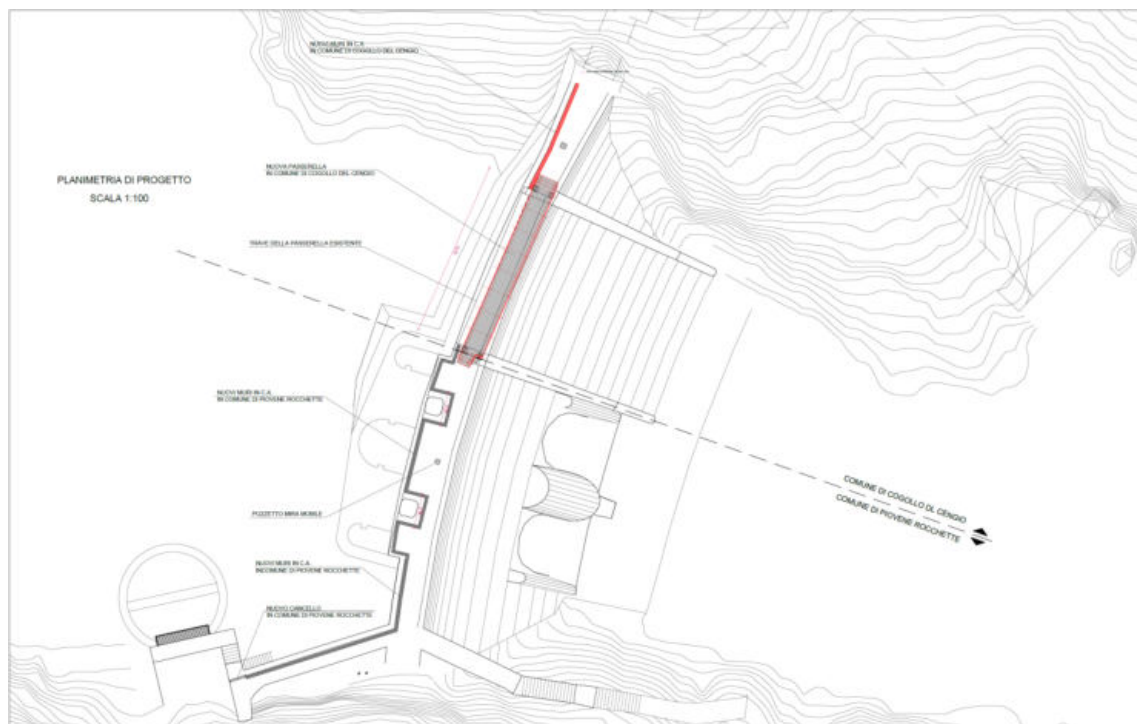 NUOVI MURI IN C.A.
IN COMUNE DI COGOLLO DEL CENGIO
PLANIMETRIA DI PROGETTO
SCALA 1:100
NUOVA PASSERELLA
IN COMUNE DI COGOLLO DEL CENGIO
TRAVE DELLA PASSERELLA ESISTENTE
NUOVI MURI IN C.A.
IN COMUNE DI PIOVENE ROCCHETTE
COMUNE DI COGOLLO DL CENGIO
COMUNE DI PIOVENE ROCCHETTE
POZZETTO MIRA MOBILE
NUOVI MURI IN C.A.
INCOMUNE DI PIOVENE ROCCHETTE
NUOVO CANCELLO
IN COMUNE DI PIOVENE ROCCHETTE